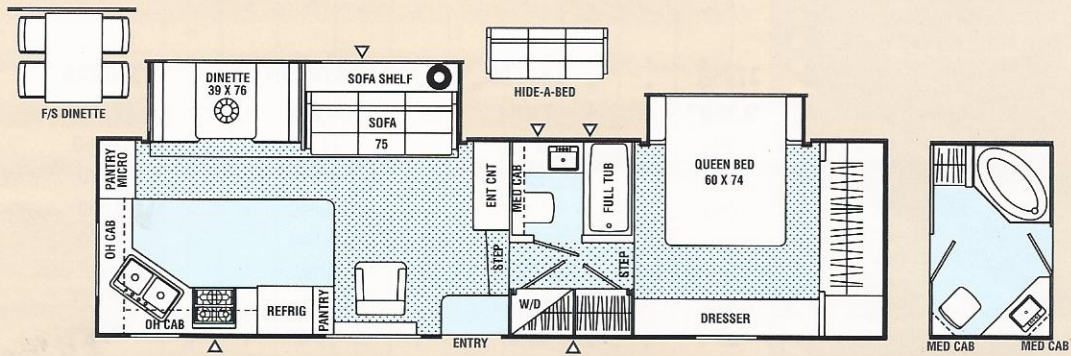 F/S DINETTE
DINETTE
39 X 76
SOFA SHELF
SOFA
75
HIDE-A-BED
PANTRY
MICRO
OH CAB
OH CAB
REFRIG
PANTRY
ENT CNT
STEP
ENTRY
MED CAB
FULL TUB
STEP
W/D
QUEEN BED
60 X 74
DRESSER
MED CAB
MED CAB